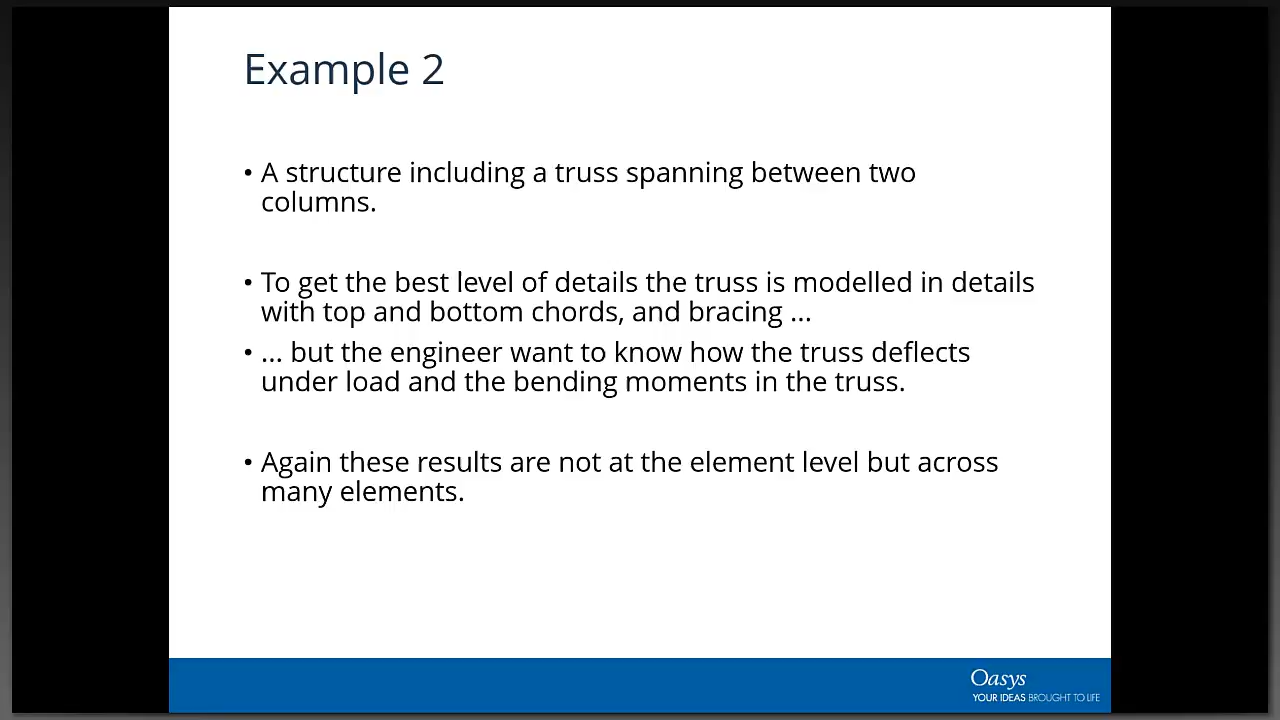 Example 2
• A structure including a truss spanning between two
columns.
• To get the best level of details the truss is modelled in details
with top and bottom chords, and bracing ...
• ... but the engineer want to know how the truss deflects
under load and the bending moments in the truss.
• Again these results are not at the element level but across
many elements.
Oasys
YOUR IDEAS BROUGHT TO LIFE